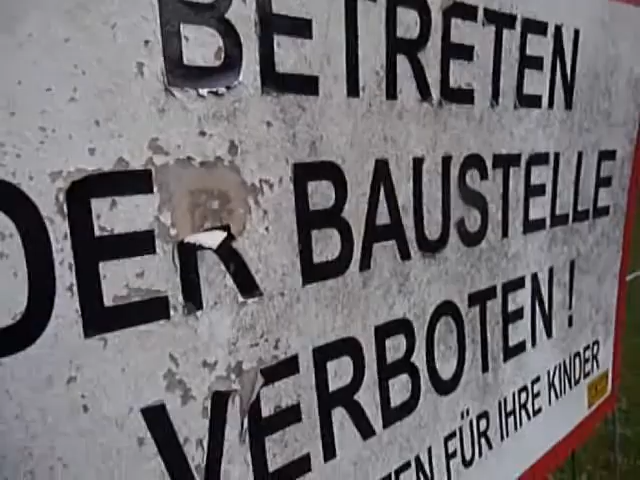 BETRETEN
DER BAUSTELLE
VERBOTEN!
FÜR IHRE KINDER